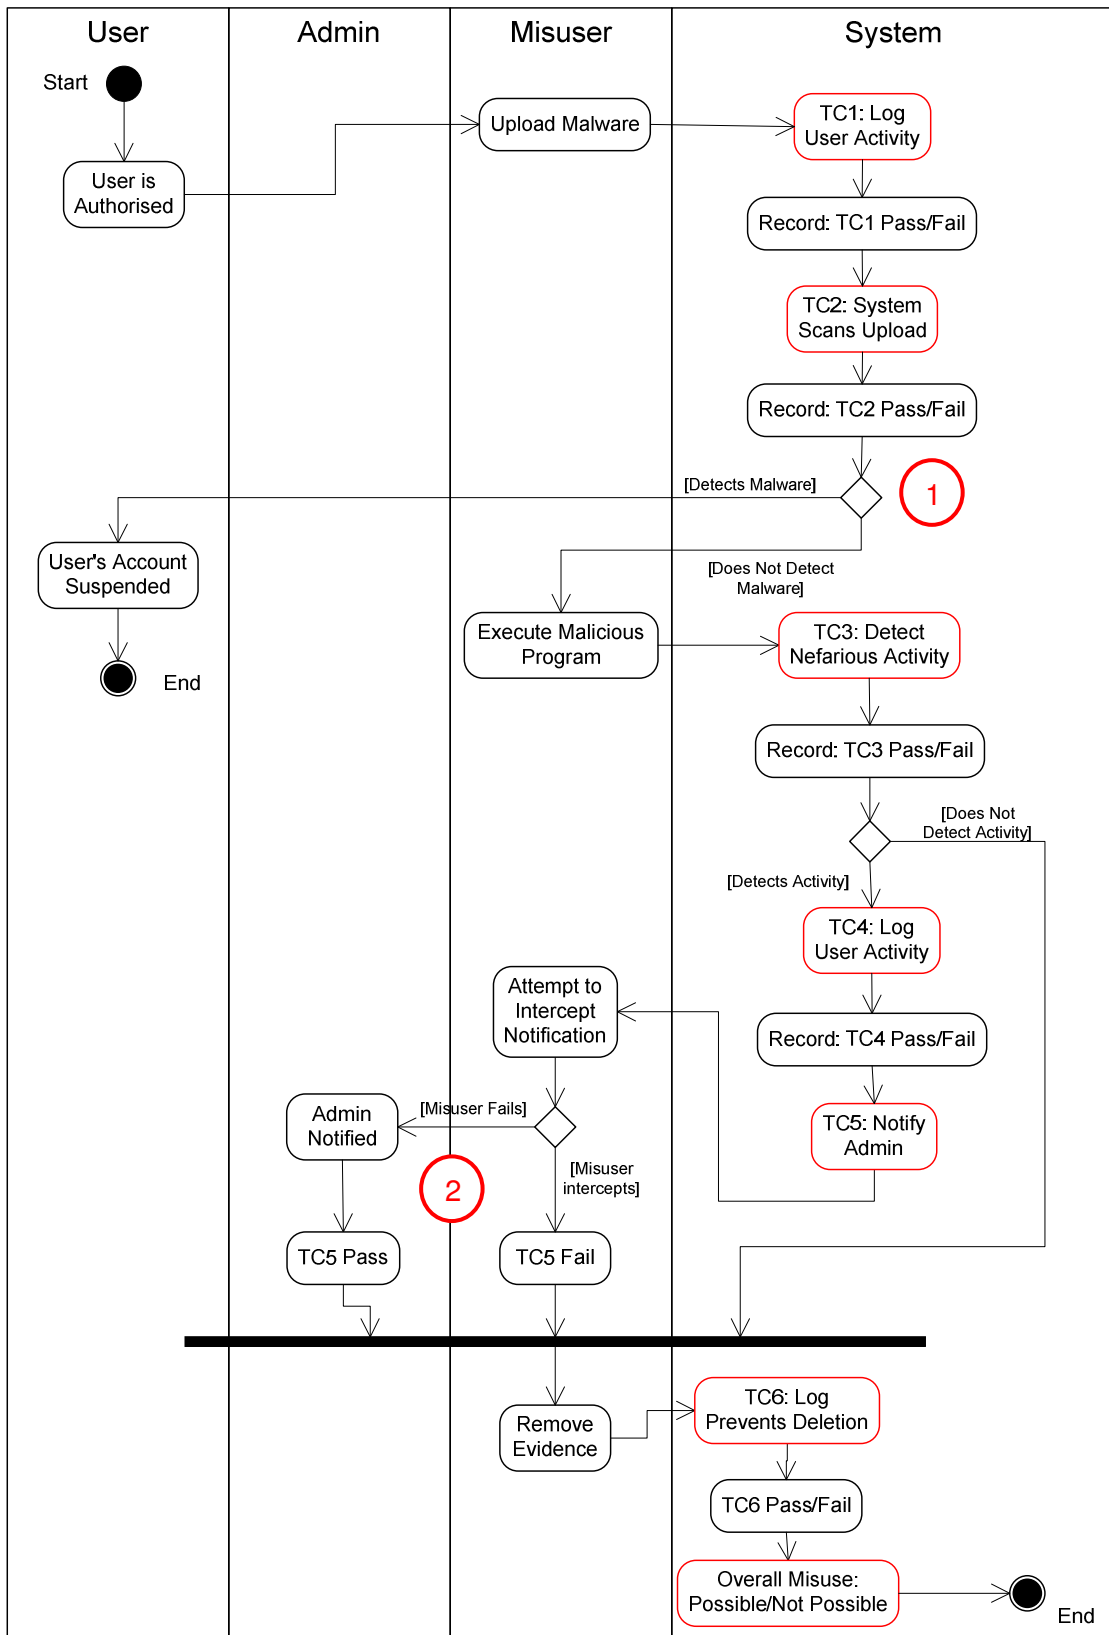 User
Admin
Misuser
System
Start
User is
Authorised
Upload Malware
TC1: Log
User Activity
Record: TC1 Pass/Fail
TC2: System
Scans Upload
Record: TC2 Pass/Fail
[Detects Malware]
1
User's Account
Suspended
[Does Not Detect
Malware]
End
Execute Malicious
Program
TC3: Detect
Nefarious Activity
Record: TC3 Pass/Fail
[Does Not
Detect Activity]
[Detects Activity]
TC4: Log
User Activity
Attempt to
Intercept
Notification
Record: TC4 Pass/Fail
[Misuser Fails]
Admin
Notified
TC5: Notify
Admin
2
[Misuser
intercepts]
TC5 Pass
TC5 Fail
Remove
Evidence
TC6: Log
Prevents Deletion
TC6 Pass/Fail
Overall Misuse:
Possible/Not Possible
End